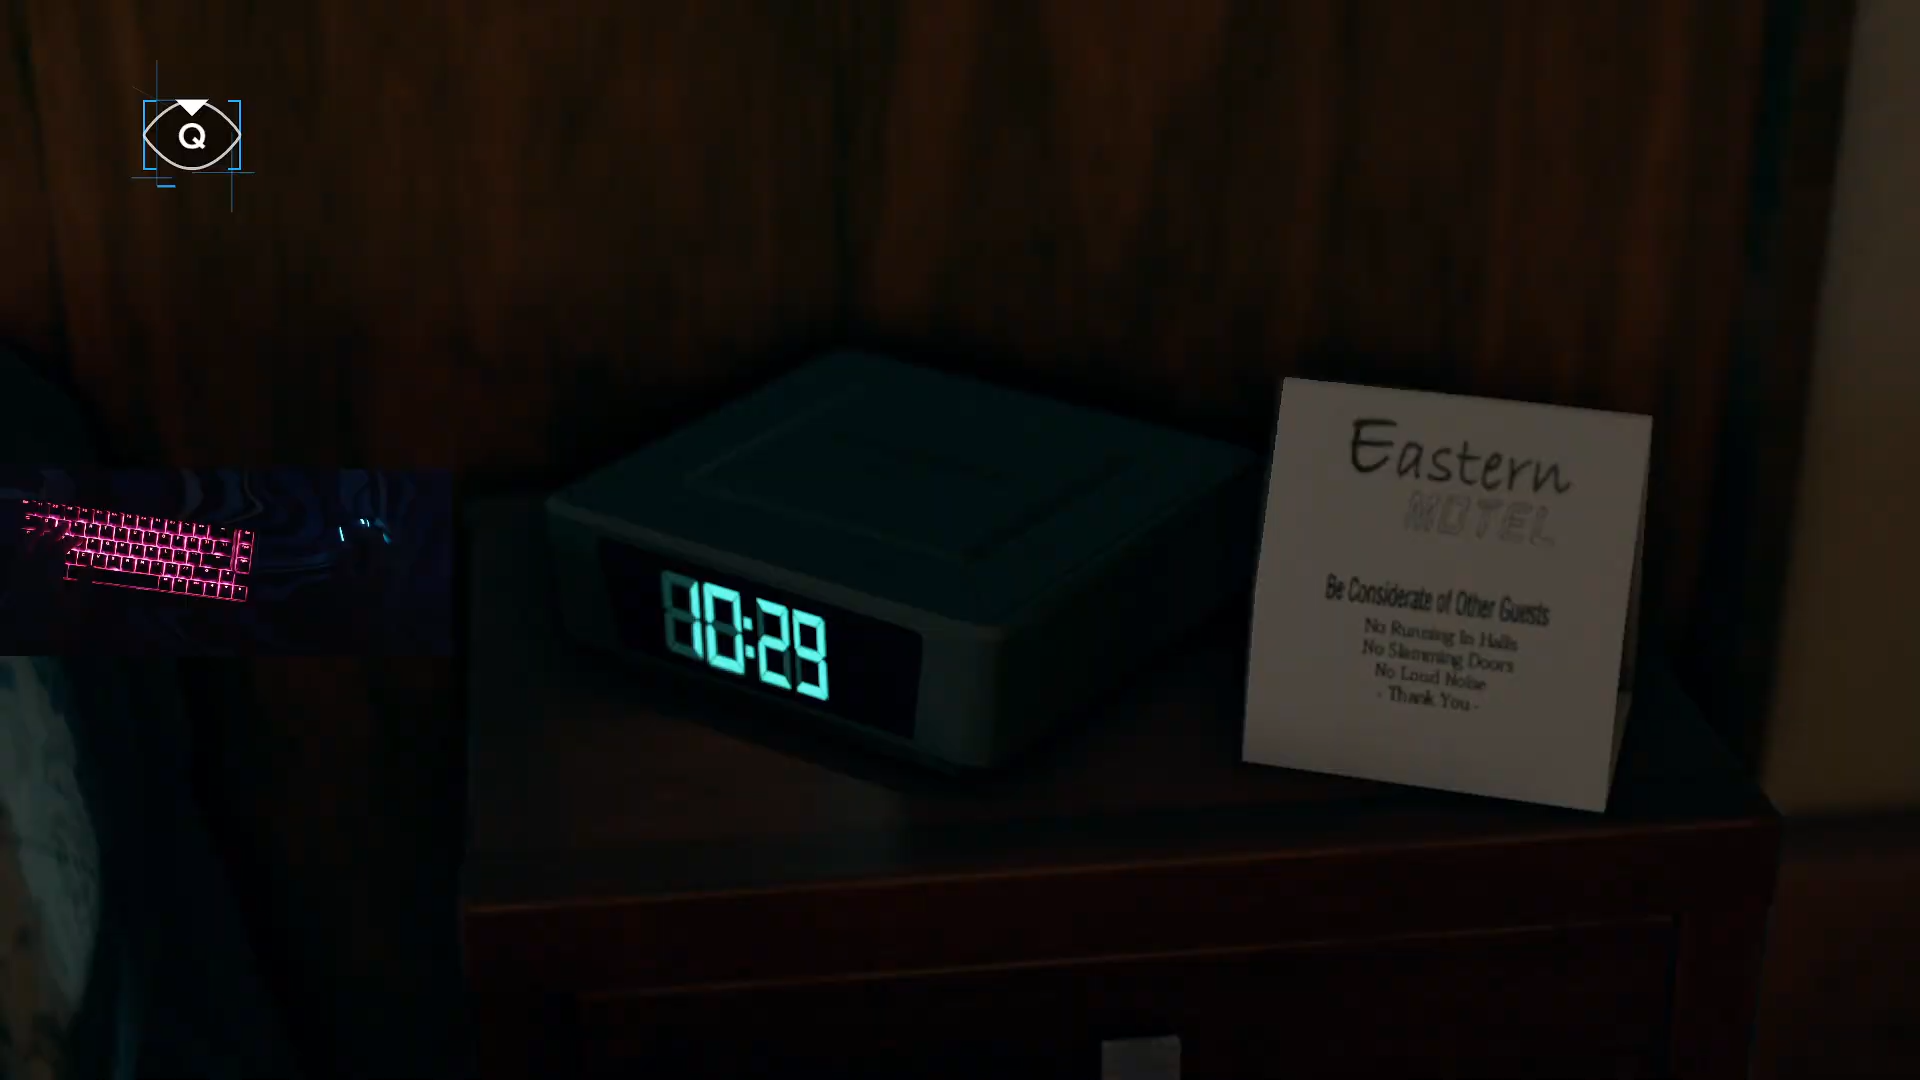 Q
10:29
Eastern
MOTEL
Be Considerate of Other Guests
No Running In Halls
No Slamming Doors
No Loud Noise
- Thank You -